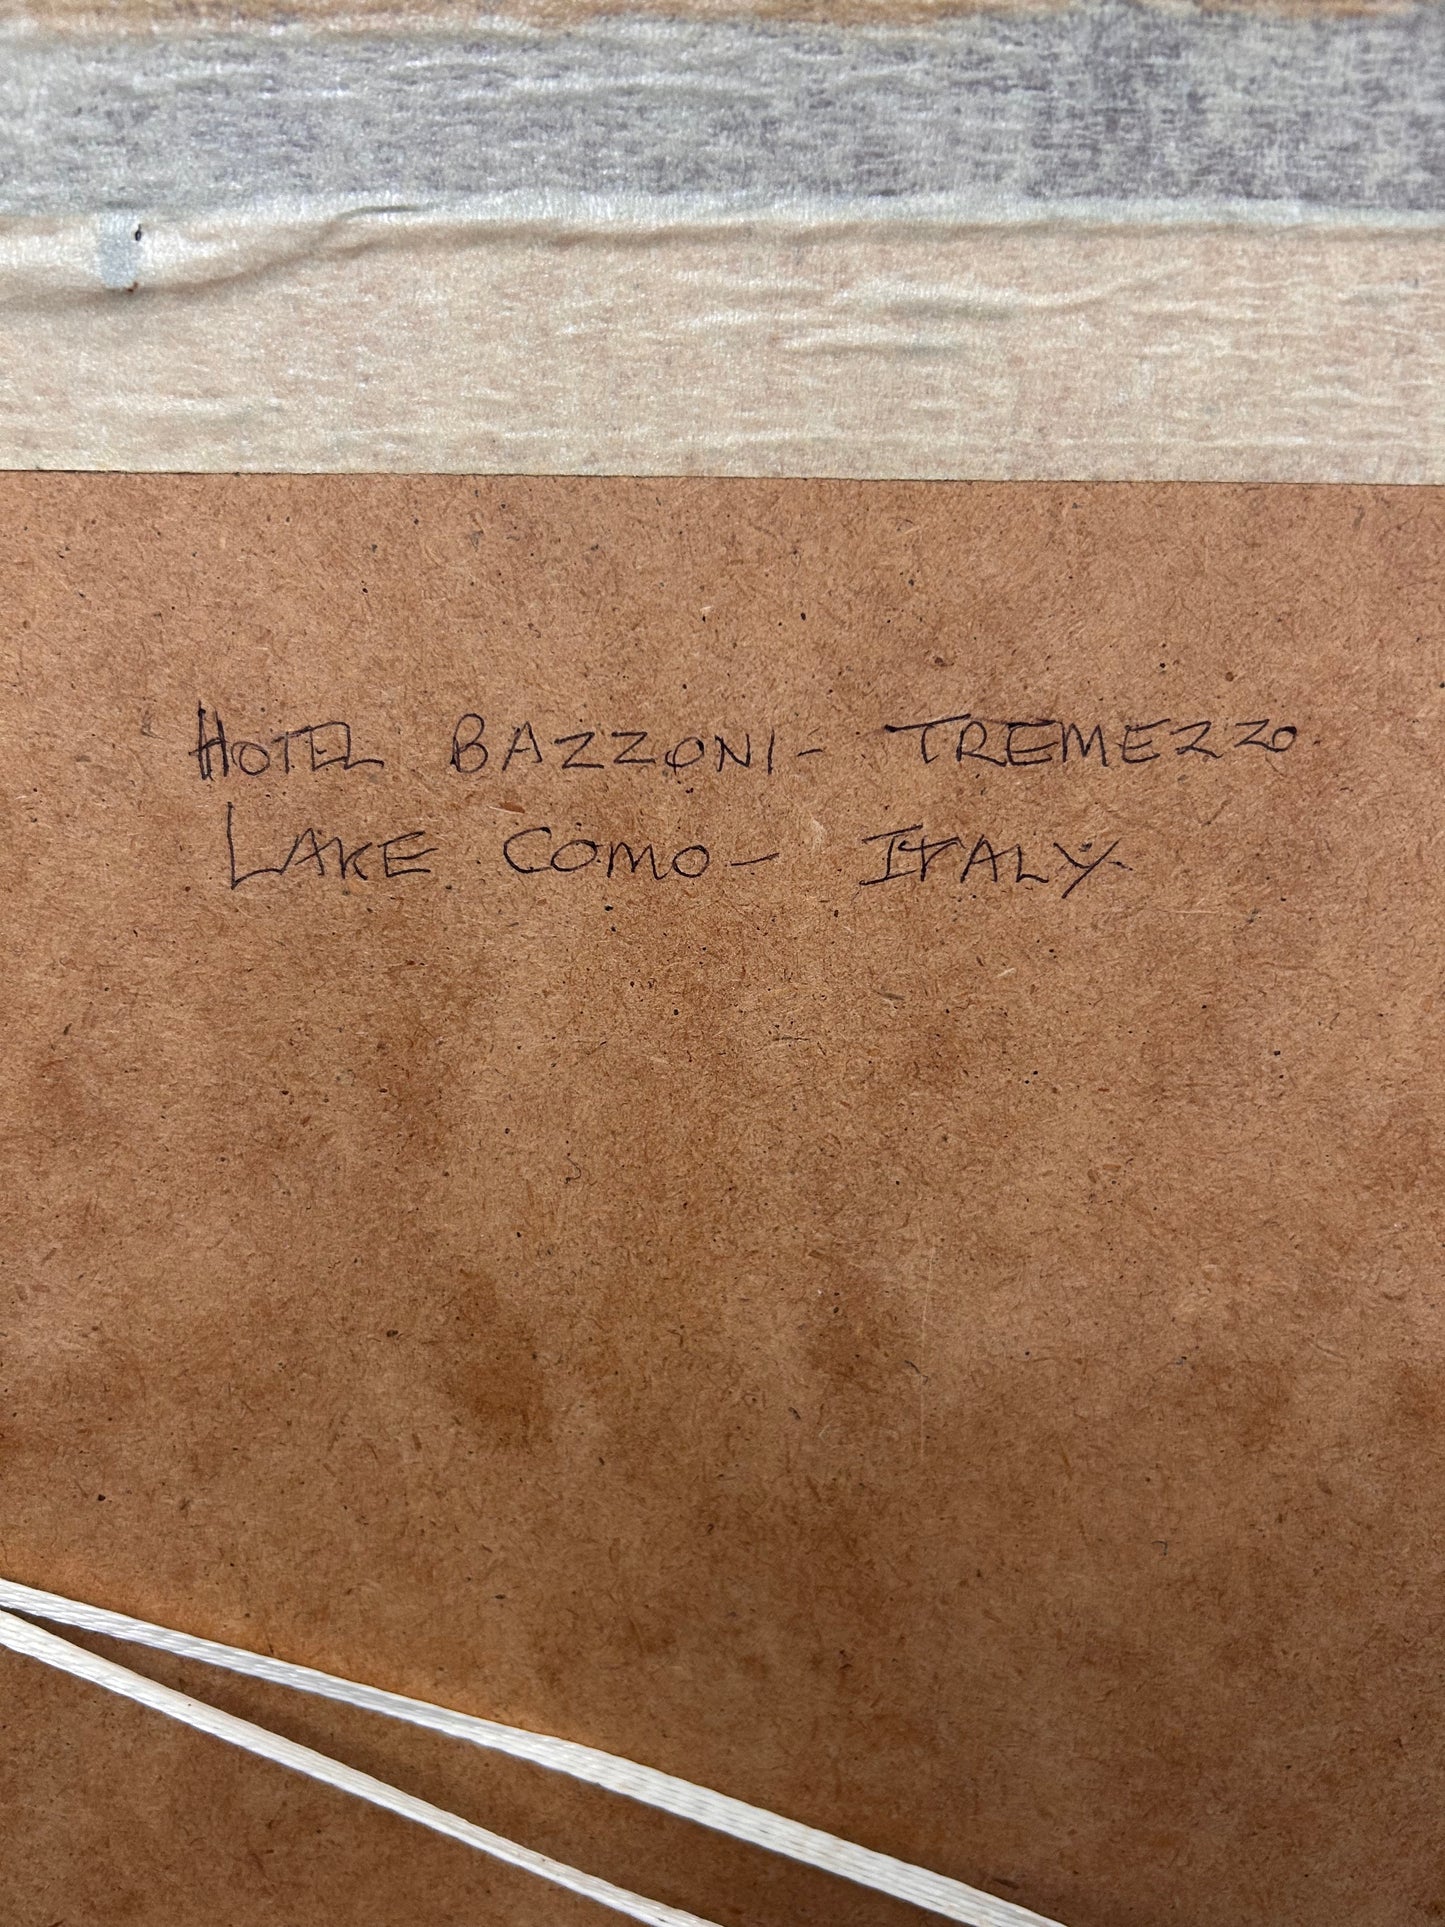 HOTEL BAZZONI - TREMEZZO
LAKE COMO - ITALY